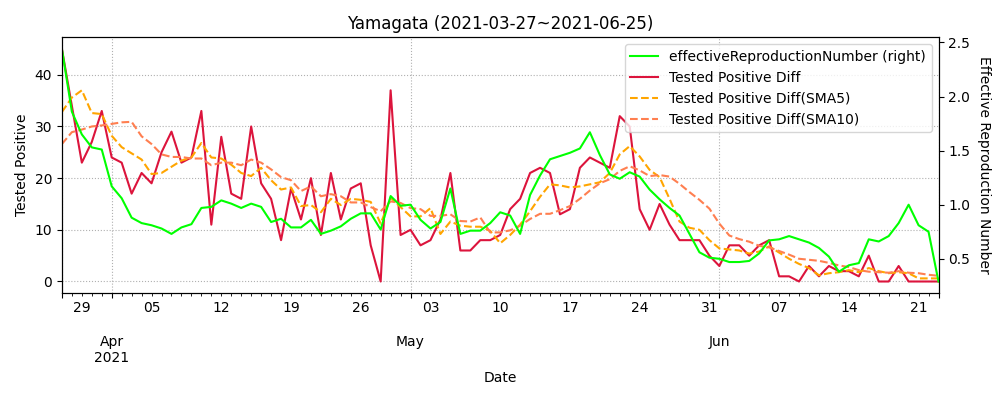 Yamagata (2021-03-27~2021-06-25)
effectiveReproductionNumber (right)
Tested Positive Diff
Tested Positive Diff(SMA5)
Tested Positive Diff(SMA10)
Tested Positive
40
30
20
10
0
2.5
2.0
1.5
1.0
0.5
Effective Reproduction Number
29 05 12 19 26 03 10 17 24 31 07 14 21
Apr May Jun
2021
Date